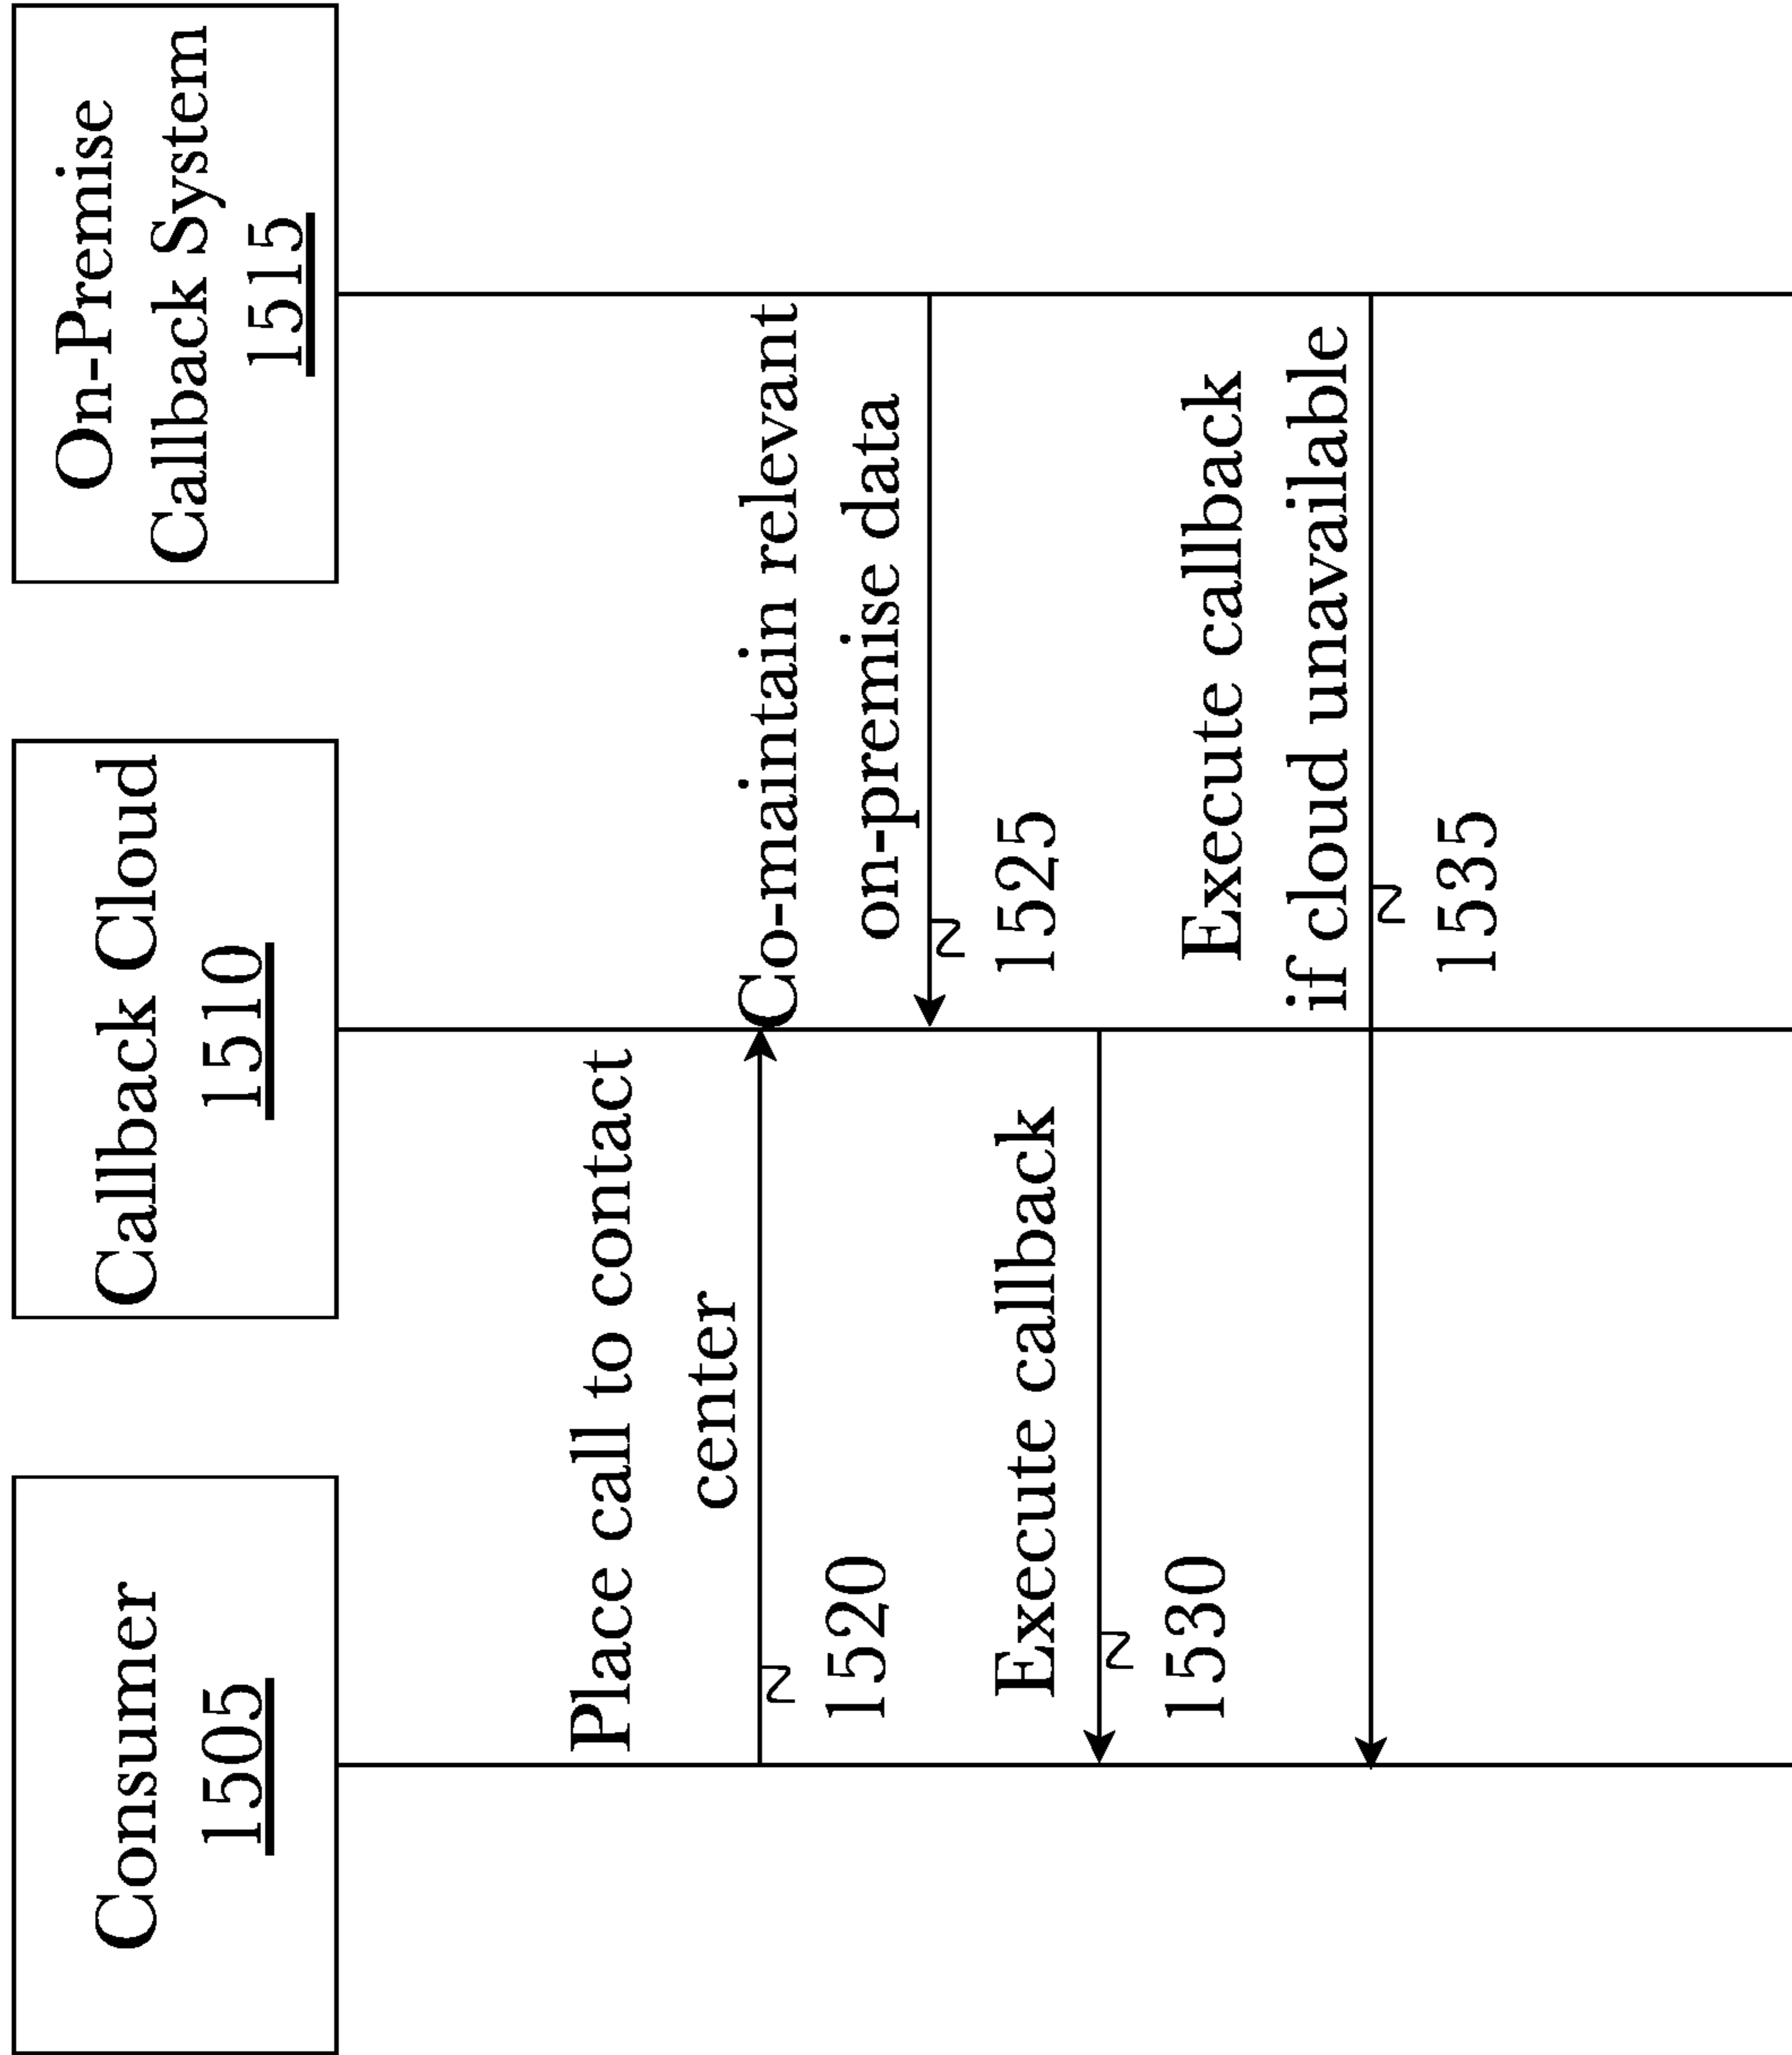 Consumer
1505
Callback Cloud
1510
On-Premise
Callback System
1515
Place call to contact
center
1520
Co-maintain relevant
on-premise data
1525
Execute callback
1530
Execute callback
if cloud unavailable
1535